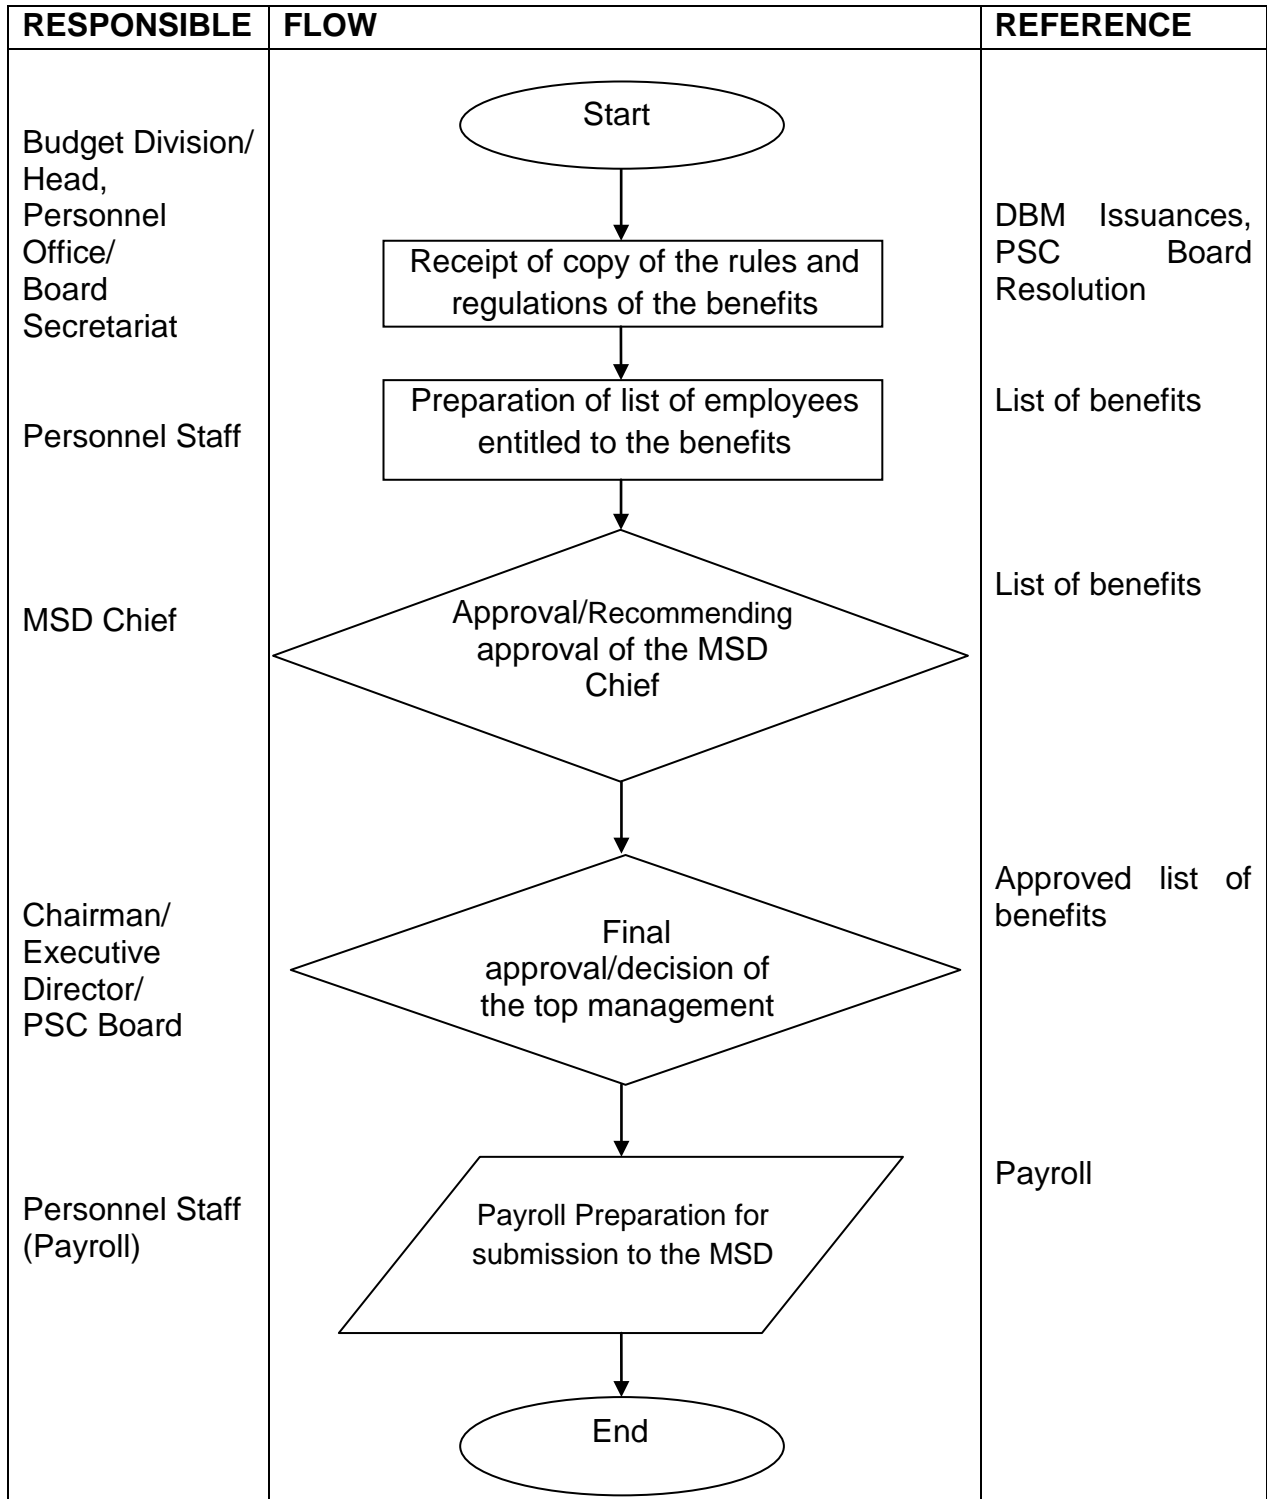 RESPONSIBLE FLOW REFERENCE
Start
Budget Division/
Head,
Personnel
Office/
Board
Secretariat
Receipt of copy of the rules and
regulations of the benefits
DBM Issuances,
PSC Board
Resolution
Personnel Staff
Preparation of list of employees
entitled to the benefits
List of benefits
MSD Chief
Approval/Recommending
approval of the MSD
Chief
List of benefits
Chairman/
Executive
Director/
PSC Board
Final
approval/decision of
the top management
Approved list of
benefits
Personnel Staff
(Payroll)
Payroll Preparation for
submission to the MSD
Payroll
End